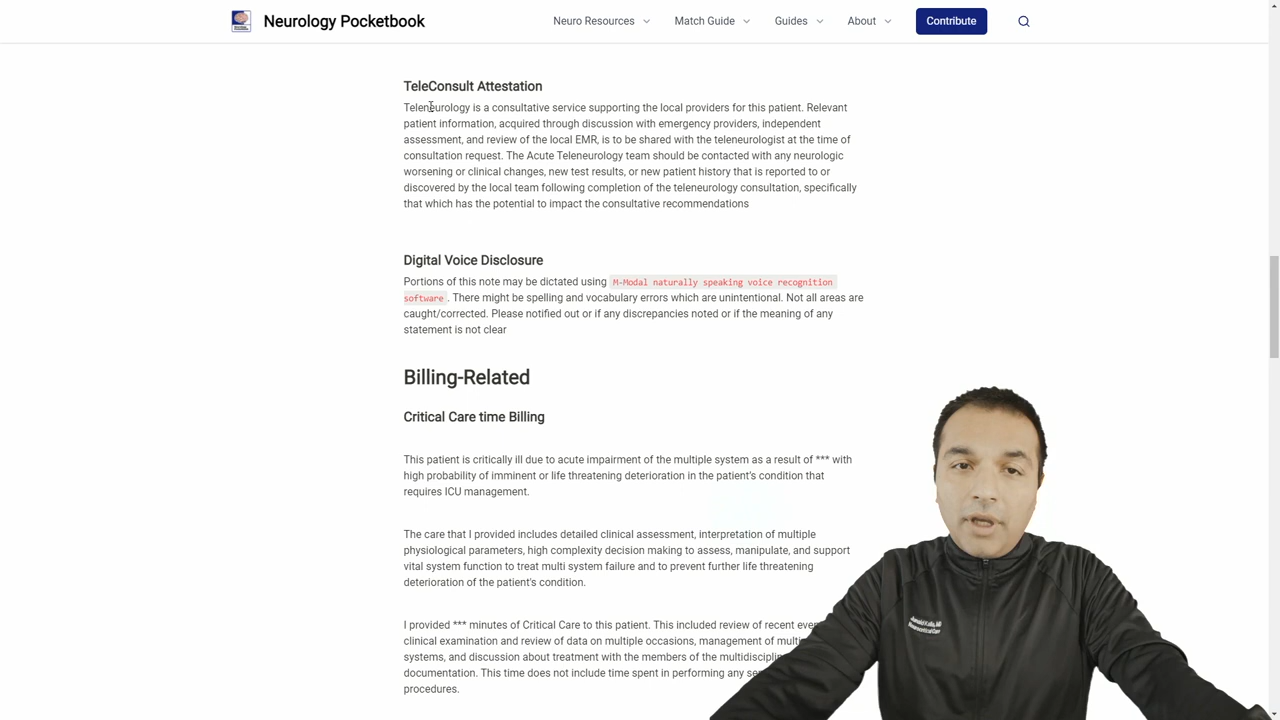 Neurology Pocketbook
Neuro Resources
Match Guide
Guides
About
Contribute
TeleConsult Attestation
Teleneurology is a consultative service supporting the local providers for this patient. Relevant
patient information, acquired through discussion with emergency providers, independent
assessment, and review of the local EMR, is to be shared with the teleneurologist at the time of
consultation request. The Acute Teleneurology team should be contacted with any neurologic
worsening or clinical changes, new test results, or new patient history that is reported to or
discovered by the local team following completion of the teleneurology consultation, specifically
that which has the potential to impact the consultative recommendations
Digital Voice Disclosure
Portions of this note may be dictated using M-Modal naturally speaking voice recognition
software. There might be spelling and vocabulary errors which are unintentional. Not all areas are
caught/corrected. Please notified out or if any discrepancies noted or if the meaning of any
statement is not clear
Billing-Related
Critical Care time Billing
This patient is critically ill due to acute impairment of the multiple system as a result of *** with
high probability of imminent or life threatening deterioration in the patient's condition that
requires ICU management.
The care that I provided includes detailed clinical assessment, interpretation of multiple
physiological parameters, high complexity decision making to assess, manipulate, and support
vital system function to treat multi system failure and to prevent further life threatening
deterioration of the patient's condition.
I provided *** minutes of Critical Care to this patient. This included review of recent
clinical examination and review of data on multiple occasions, management of
systems, and discussion about treatment with the members of the
documentation. This time does not include time spent in performing any
procedures.